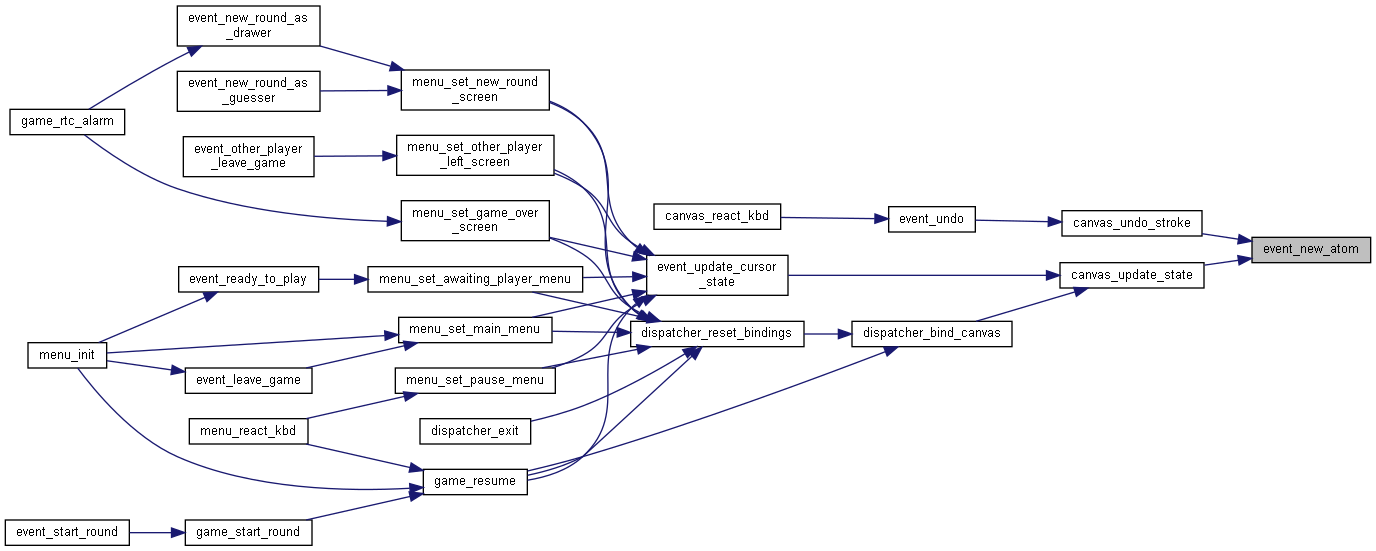 event_new_round_as
_drawer
event_new_round_as
_guesser
game_rtc_alarm
menu_set_new_round
_screen
event_other_player
_leave_game
menu_set_other_player
_left_screen
menu_set_game_over
_screen
canvas_react_kbd
event_undo
canvas_undo_stroke
event_new_atom
event_ready_to_play
menu_set_awaiting_player_menu
event_update_cursor
_state
canvas_update_state
menu_set_main_menu
dispatcher_reset_bindings
dispatcher_bind_canvas
menu_init
event_leave_game
menu_set_pause_menu
menu_react_kbd
dispatcher_exit
game_resume
event_start_round
game_start_round